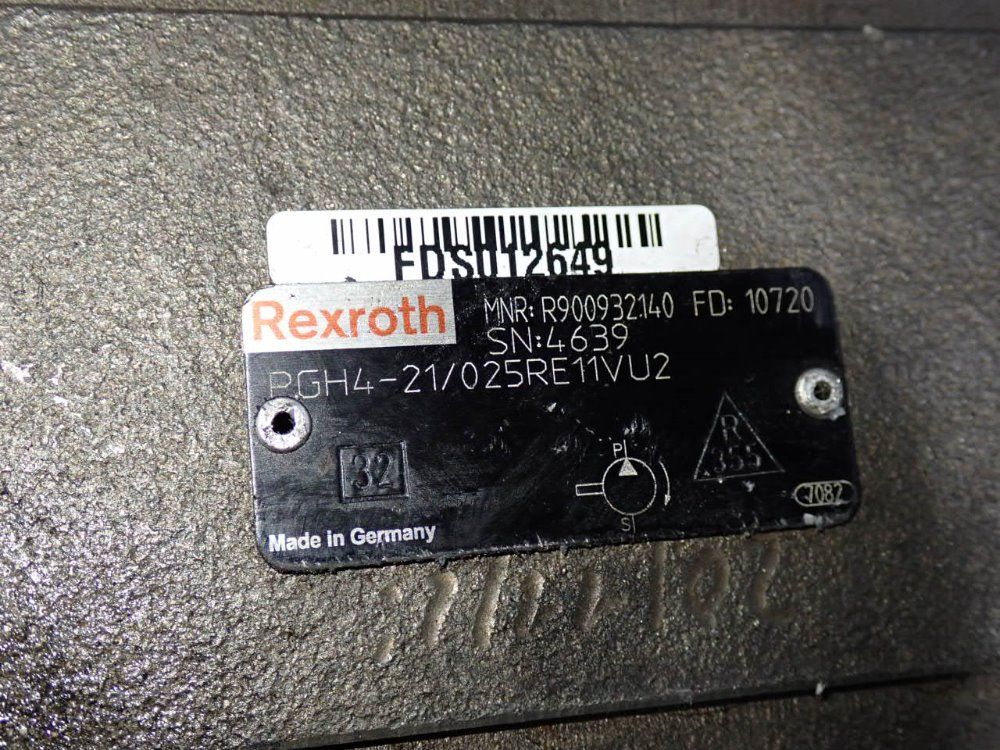 FDS012649
Rexroth
MNR: R900932140 FD: 10720
SN:4639
PGH4-21/025RE11VU2
32
P
S
R
355
7082
Made in Germany